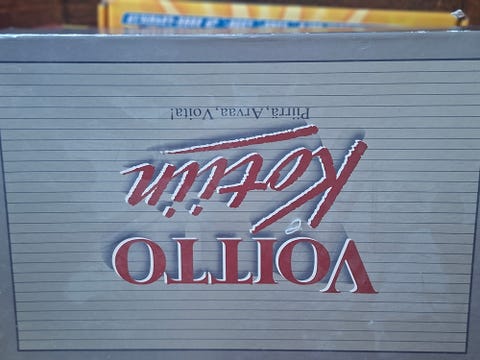 VOITTO
Kotiin
Piirrä, Arvaa, Voita!